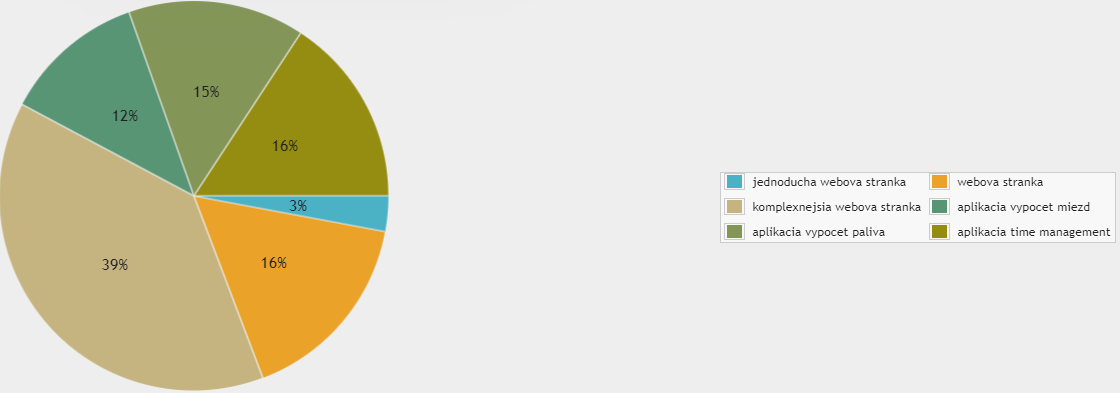 15%
12%
16%
3%
39%
16%
jednoducha webova stranka
webova stranka
komplexnejsia webova stranka
aplikacia vypocet miezd
aplikacia vypocet paliva
aplikacia time management